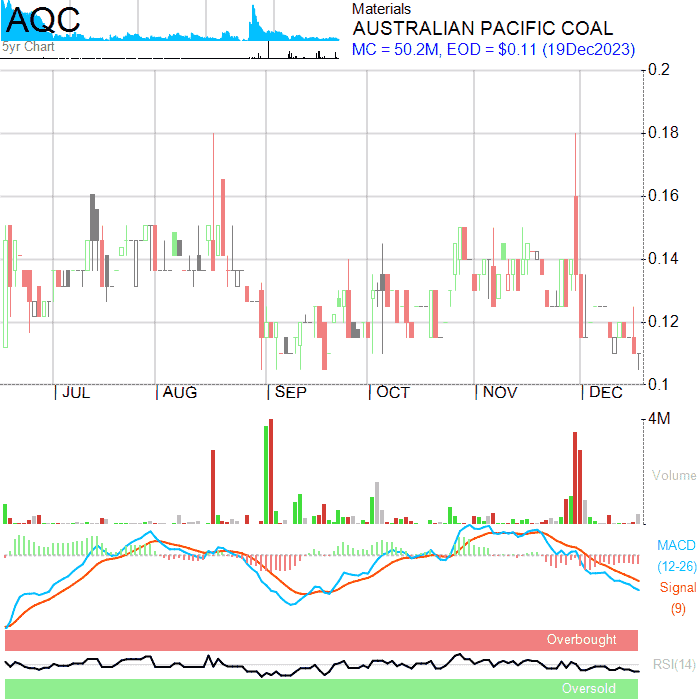 AQC
5yr Chart
Materials
AUSTRALIAN PACIFIC COAL
MC = 50.2M, EOD = $0.11 (19Dec2023)
0.2
0.18
0.16
0.14
0.12
0.1
JUL AUG SEP OCT NOV DEC
4M
Volume
MACD
(12-26)
Signal
(9)
Overbought
RSI(14)
Oversold